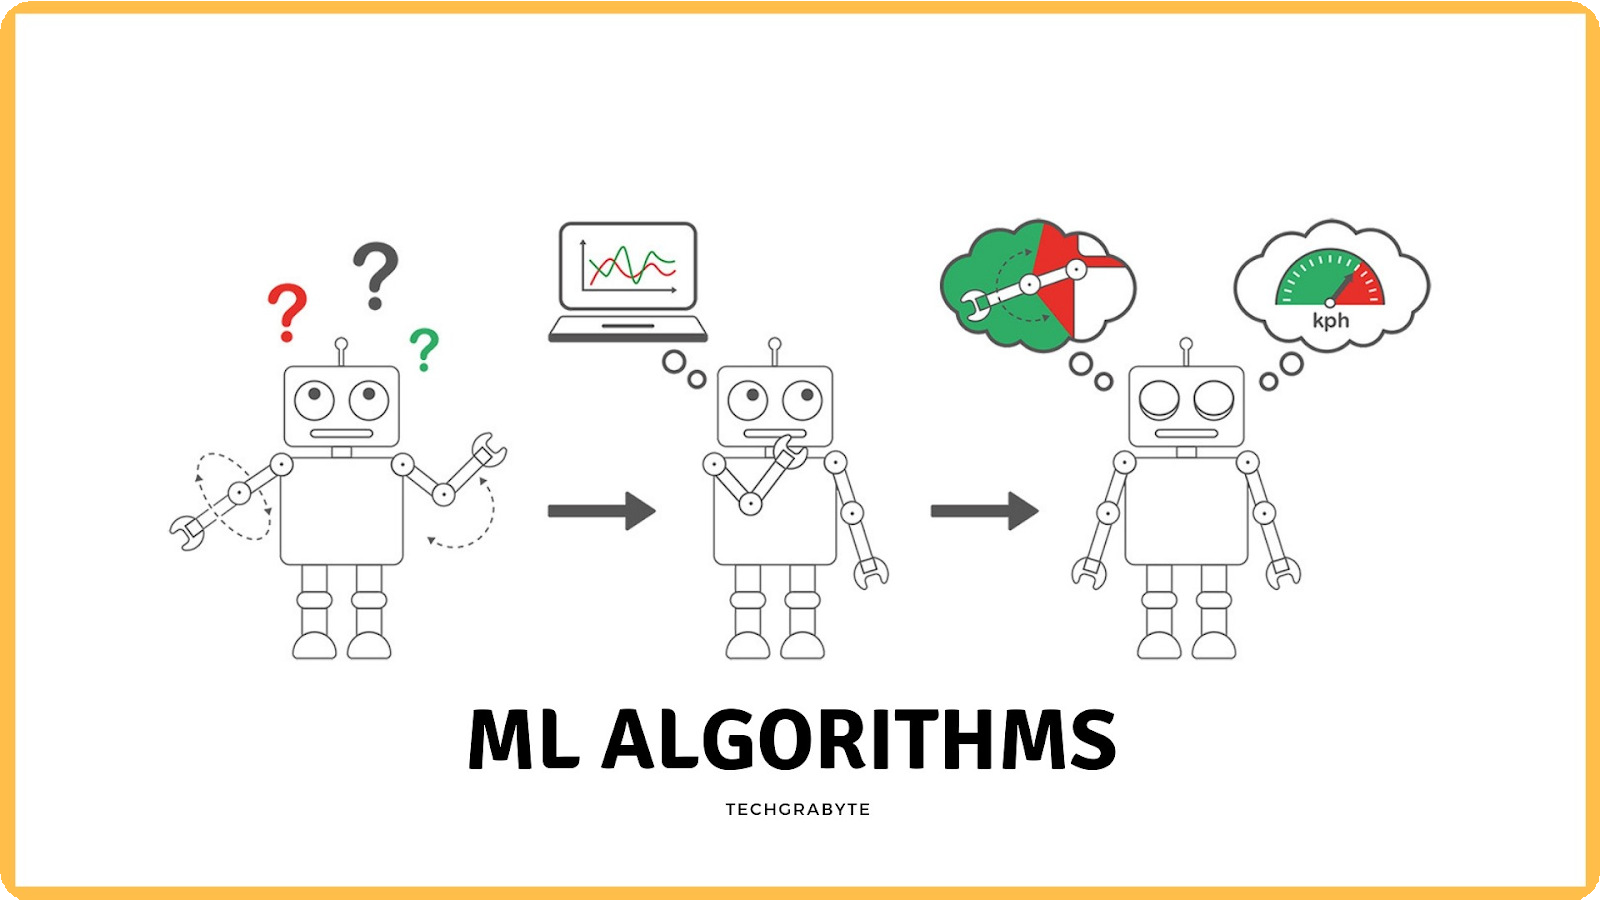 ?
?
?
kph
ML ALGORITHMS
TECHGRABYTE